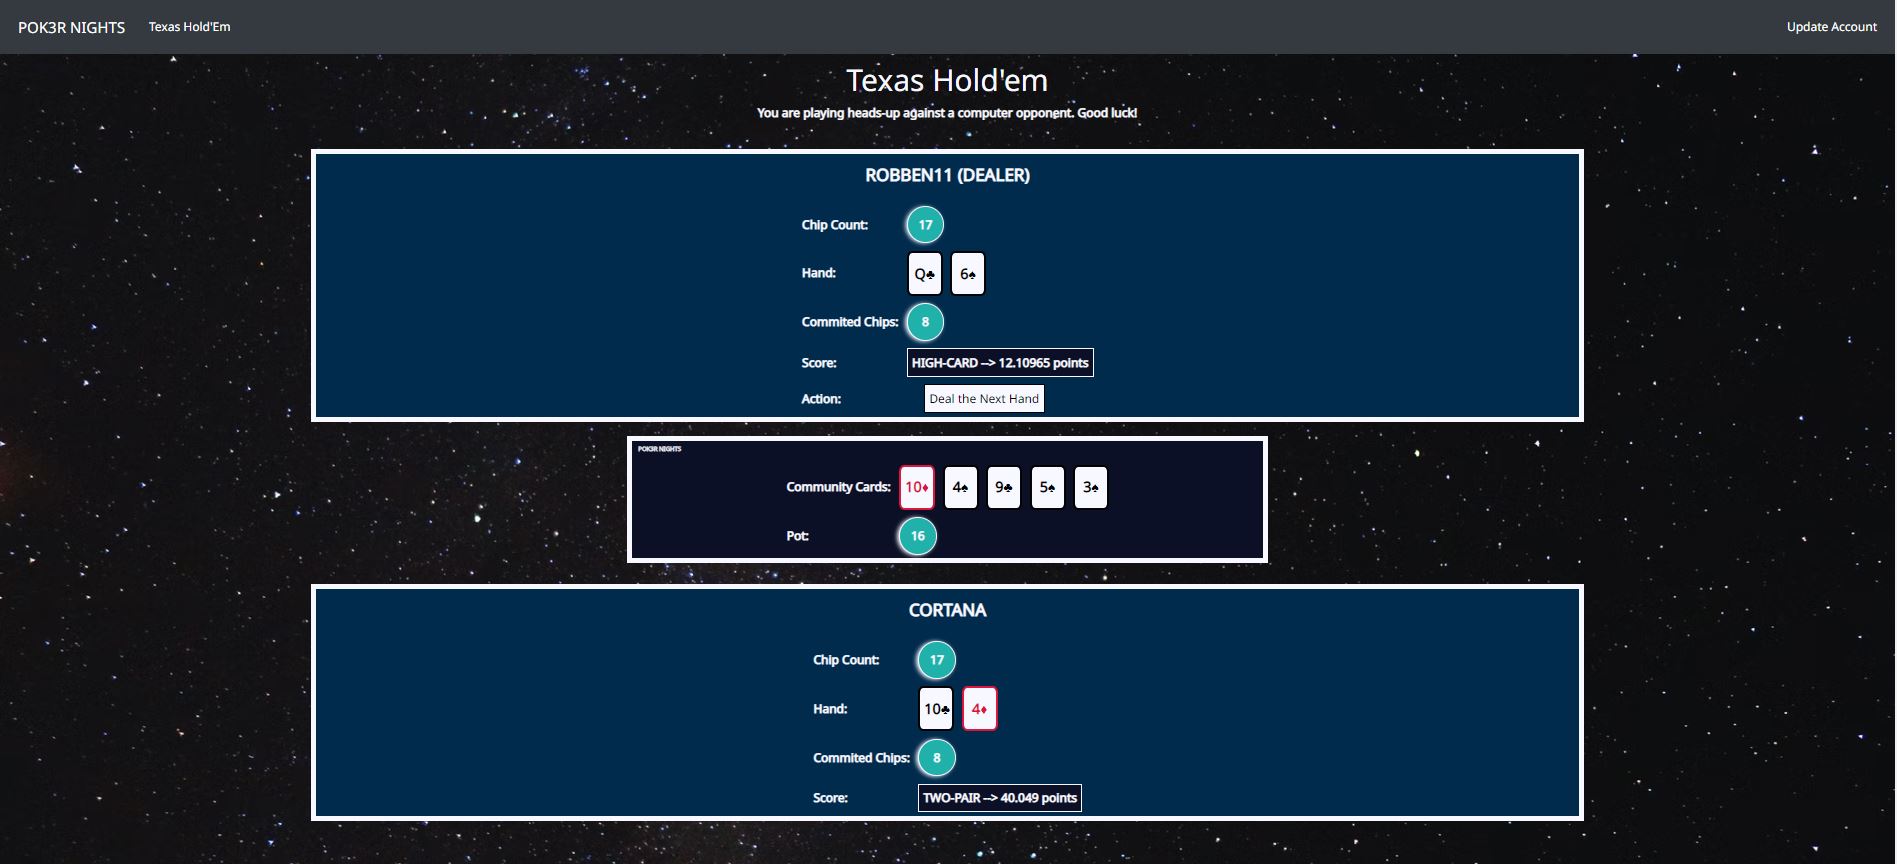 POK3R NIGHTS Texas Hold'Em Update Account
Texas Hold'em
You are playing heads-up against a computer opponent. Good luck!
ROBBEN11 (DEALER)
Chip Count: 17
Hand: Q♣ 6♠
Commited Chips: 8
Score: HIGH-CARD --> 12.10965 points
Action: Deal the Next Hand
POK3R NIGHTS
Community Cards: 10♦ 4♠ 9♣ 5♠ 3♠
Pot: 16
CORTANA
Chip Count: 17
Hand: 10♣ 4♦
Commited Chips: 8
Score: TWO-PAIR --> 40.049 points